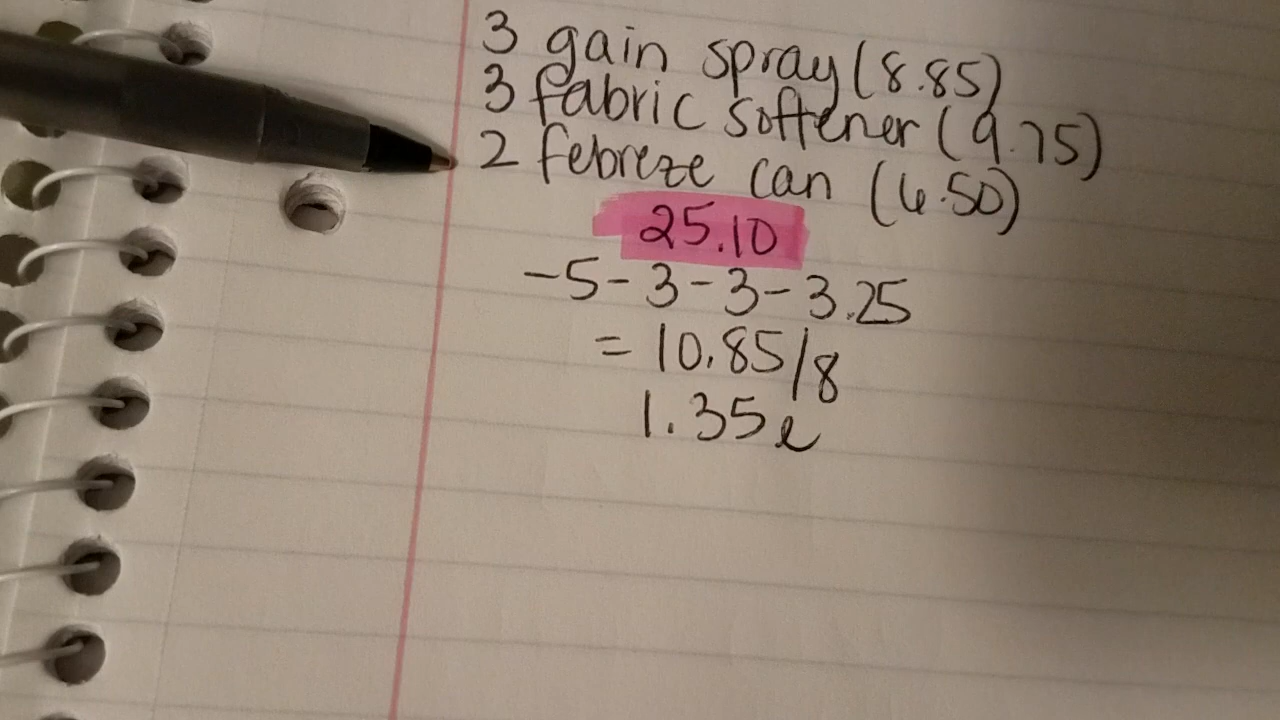 3 gain spray (8.85)
3 fabric softener (9.75)
2 febreze can (6.50)
25.10
-5-3-3-3.25
= 10.85/8
1.35e